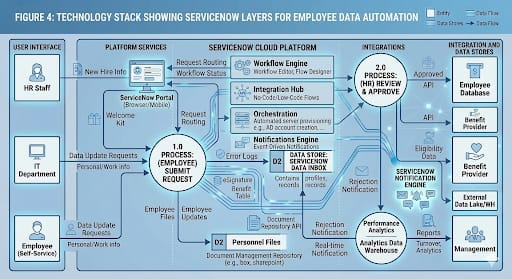 FIGURE 4: TECHNOLOGY STACK SHOWING SERVICENOW LAYERS FOR EMPLOYEE DATA AUTOMATION
Entity
Data Flow
Data Stores
Data Flow
USER INTERFACE
PLATFORM SERVICES
SERVICENOW CLOUD PLATFORM
INTEGRATIONS
INTEGRATION AND
DATA STORES
HR Staff
New Hire Info
ServiceNow Portal
(Browser/Mobile)
Request Routing
Workflow Status
Workflow Engine
Workflow Editor, Flow Designer
Integration Hub
No-Code/Low-Code Flows
Orchestration
Automated server provisioning
e.g., AD account creation, ...
Notifications Engine
Event Driven Notifications
2.0
PROCESS:
(HR) REVIEW
& APPROVE
Approved
API
Employee
Database
API
Benefit
Provider
Eligibility
Data
Benefit
Provider
External
Data Lake/WH
Welcome
Kit
Request
Routing
IT
Department
Data Update Requests
Personal/Work info
1.0
PROCESS:
(EMPLOYEE)
SUBMIT
REQUEST
Error Logs
D2
DATA STORE:
SERVICENOW
DATA INBOX
Contains profiles,
records, records
eSignature
Benefit
Table
Rejection
Notification
SERVICENOW
NOTIFICATION
ENGINE
Employee
(Self-Service)
Data Update
Requests
Personal/Work info
Employee
Files
Employee
Updates
Document
Repository API
D2
Personnel Files
Document Management Repository
(e.g., box, sharepoint)
Rejection
Notification
Real-time
Notification
Performance
Analytics
Analytics Data
Warehouse
Reports
Turnover,
Analytics
Management